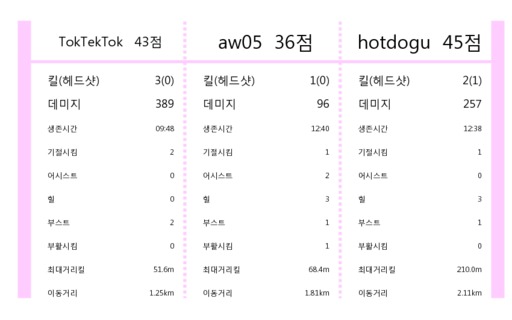 TokTekTok 43점
킬(헤드샷) 3(0)
데미지 389
생존시간 09:48
기절시킴 2
어시스트 0
힐 0
부스트 2
부활시킴 0
최대거리킬 51.6m
이동거리 1.25km
aw05 36점
킬(헤드샷) 1(0)
데미지 96
생존시간 12:40
기절시킴 1
어시스트 2
힐 3
부스트 1
부활시킴 1
최대거리킬 68.4m
이동거리 1.81km
hotdogu 45점
킬(헤드샷) 2(1)
데미지 257
생존시간 12:38
기절시킴 1
어시스트 0
힐 3
부스트 1
부활시킴 0
최대거리킬 210.0m
이동거리 2.11km